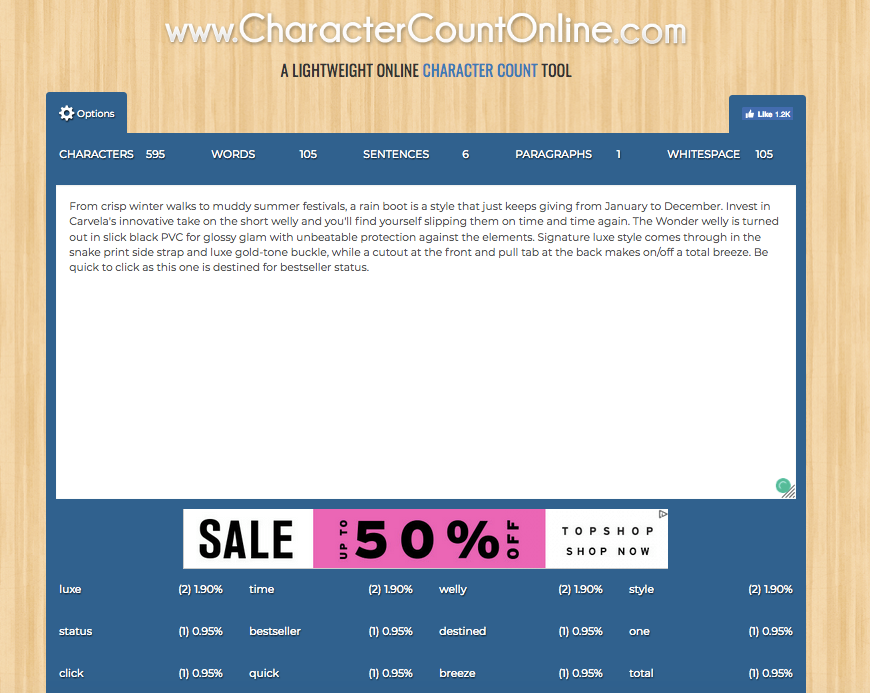 www.CharacterCountOnline.com
A LIGHTWEIGHT ONLINE CHARACTER COUNT TOOL
Options
Like 1.2K
CHARACTERS 595 WORDS 105 SENTENCES 6 PARAGRAPHS 1 WHITESPACE 105
From crisp winter walks to muddy summer festivals, a rain boot is a style that just keeps giving from January to December. Invest in
Carvela's innovative take on the short welly and you'll find yourself slipping them on time and time again. The Wonder welly is turned
out in slick black PVC for glossy glam with unbeatable protection against the elements. Signature luxe style comes through in the
snake print side strap and luxe gold-tone buckle, while a cutout at the front and pull tab at the back makes on/off a total breeze. Be
quick to click as this one is destined for bestseller status.
SALE UP TO 50% OFF TOPSHOP
SHOP NOW
luxe (2) 1.90% time (2) 1.90% welly (2) 1.90% style (2) 1.90%
status (1) 0.95% bestseller (1) 0.95% destined (1) 0.95% one (1) 0.95%
click (1) 0.95% quick (1) 0.95% breeze (1) 0.95% total (1) 0.95%